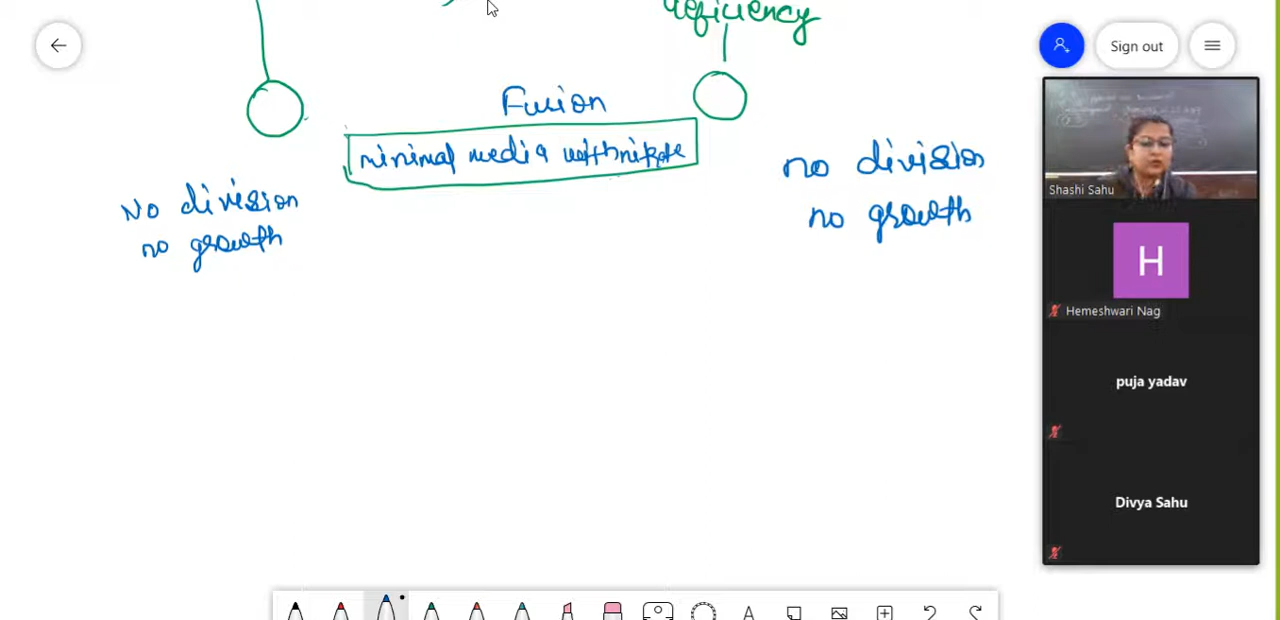 deficiency
Sign out
Fusion
minimal media with nitrate
no division
no growth
No division
no growth
Shashi Sahu
H
Hemeshwari Nag
puja yadav
Divya Sahu
A